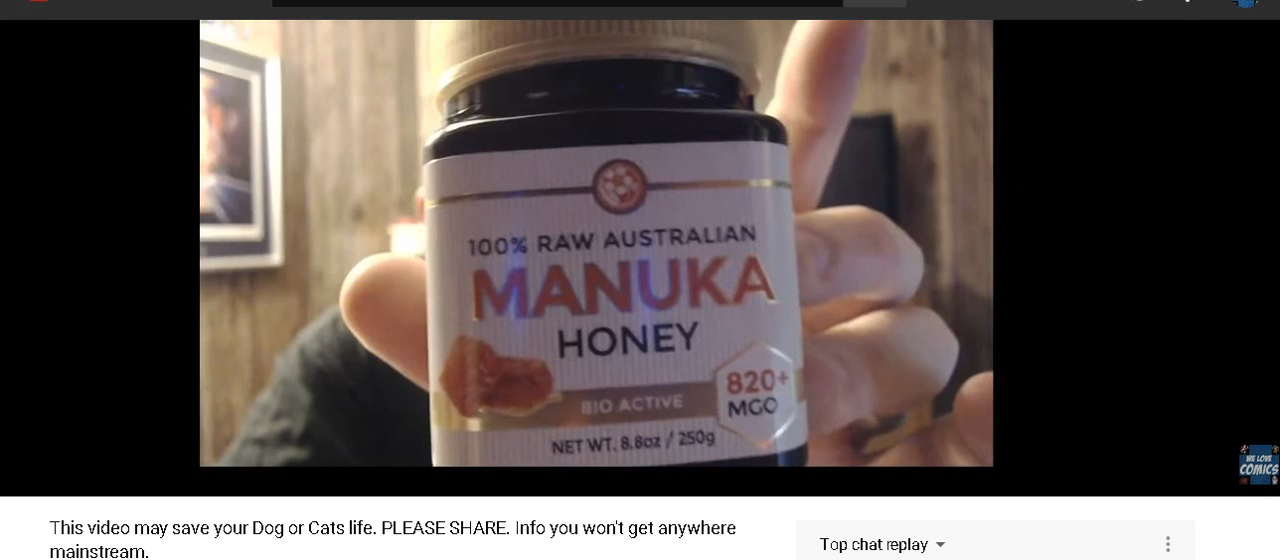 100% RAW AUSTRALIAN
MANUKA
HONEY
820+
MGO
BIO ACTIVE
NET WT. 8.8oz / 250g
WE LOVE
COMICS
This video may save your Dog or Cats life. PLEASE SHARE. Info you won't get anywhere
mainstream.
Top chat replay